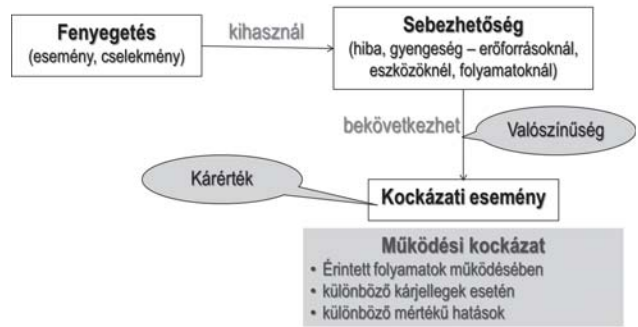 Fenyegetés
(esemény, cselekmény)
kihasznál
Sebezhetőség
(hiba, gyengeség – erőforrásoknál,
eszközöknél, folyamatoknál)
bekövetkezhet
Valószínűség
Kárérték
Kockázati esemény
Működési kockázat
• Érintett folyamatok működésében
• különböző kárjellegek esetén
• különböző mértékű hatások